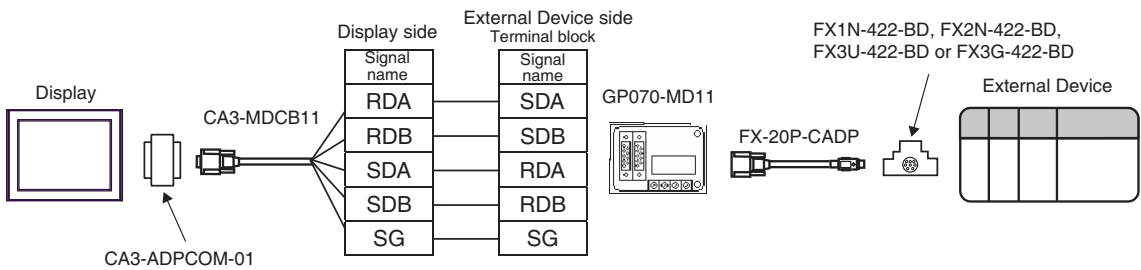 Display
CA3-ADPCOM-01
CA3-MDCB11
Display side
Signal
name
RDA
RDB
SDA
SDB
SG
External Device side
Terminal block
Signal
name
SDA
SDB
RDA
RDB
SG
GP070-MD11
FX-20P-CADP
FX1N-422-BD, FX2N-422-BD,
FX3U-422-BD or FX3G-422-BD
External Device